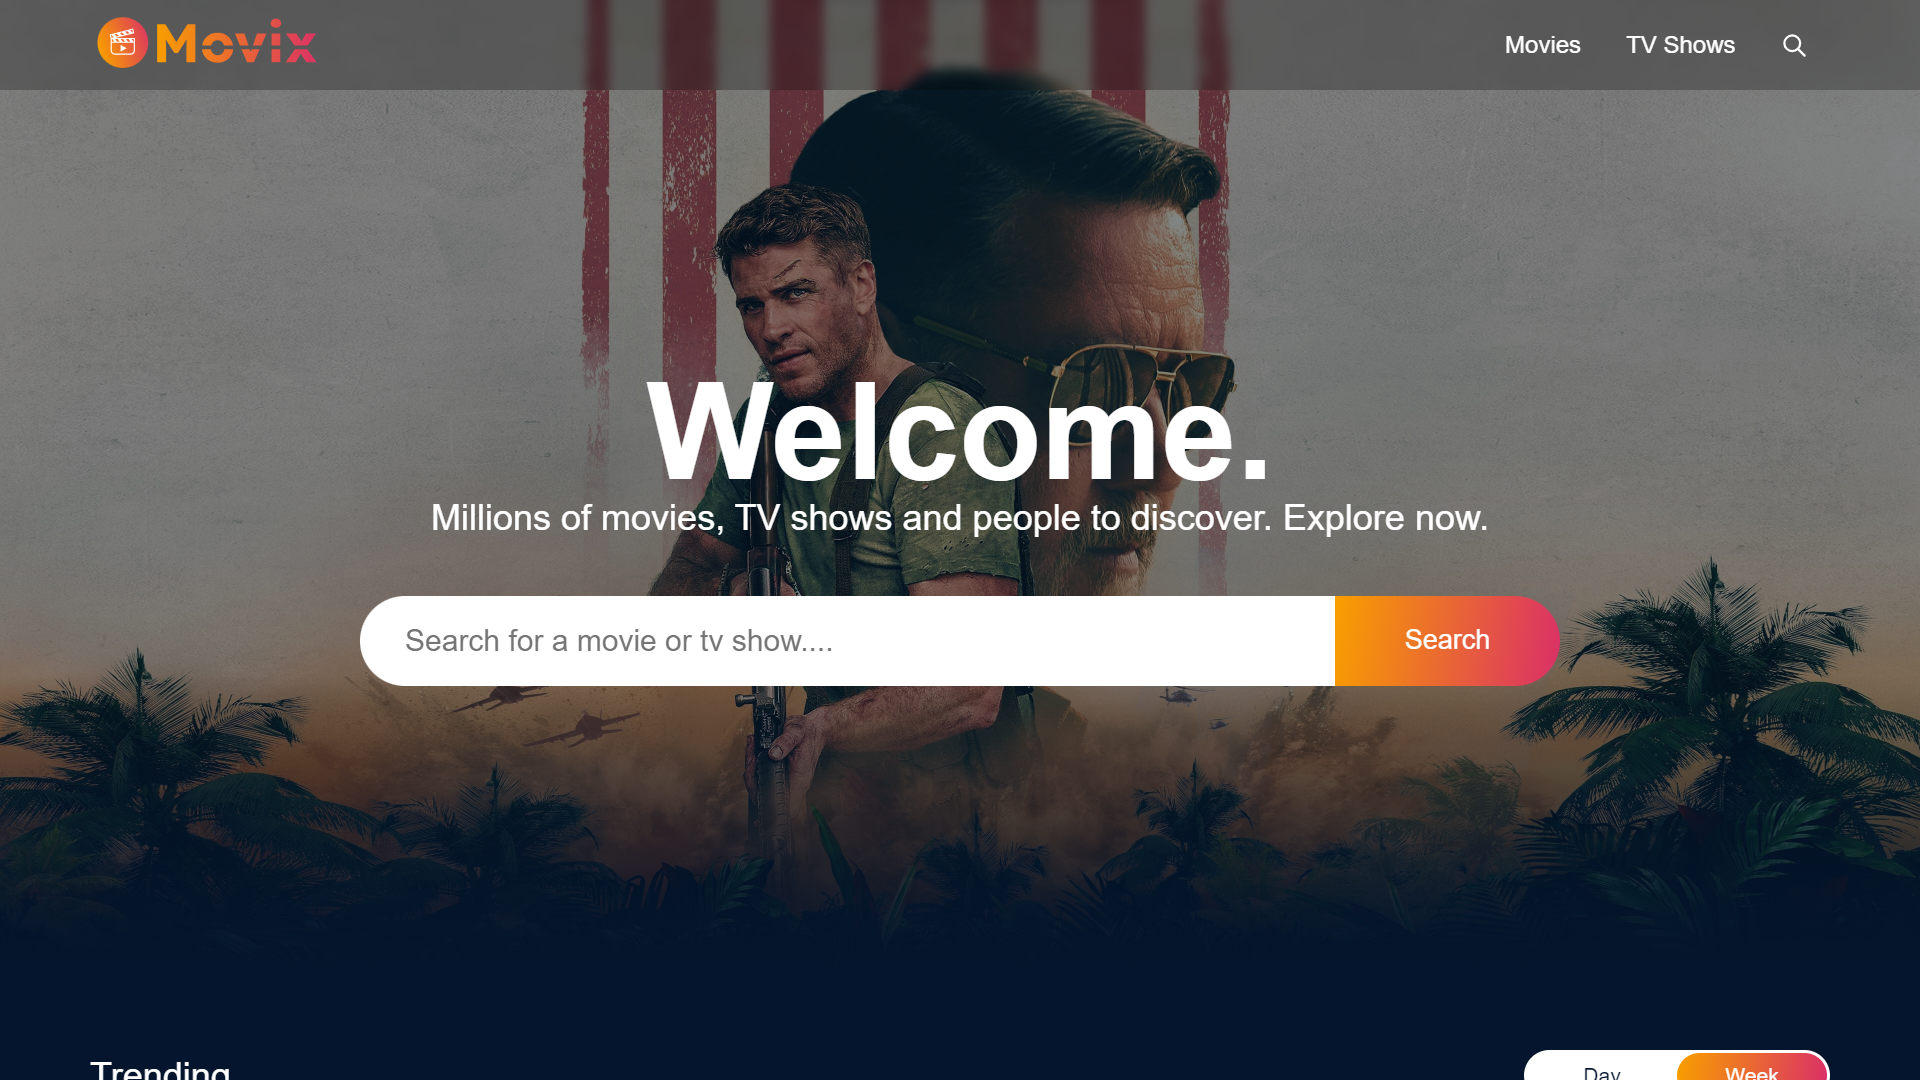 Movix
Movies
TV Shows
Welcome.
Millions of movies, TV shows and people to discover. Explore now.
Search for a movie or tv show....
Search
Trending
Day
Week